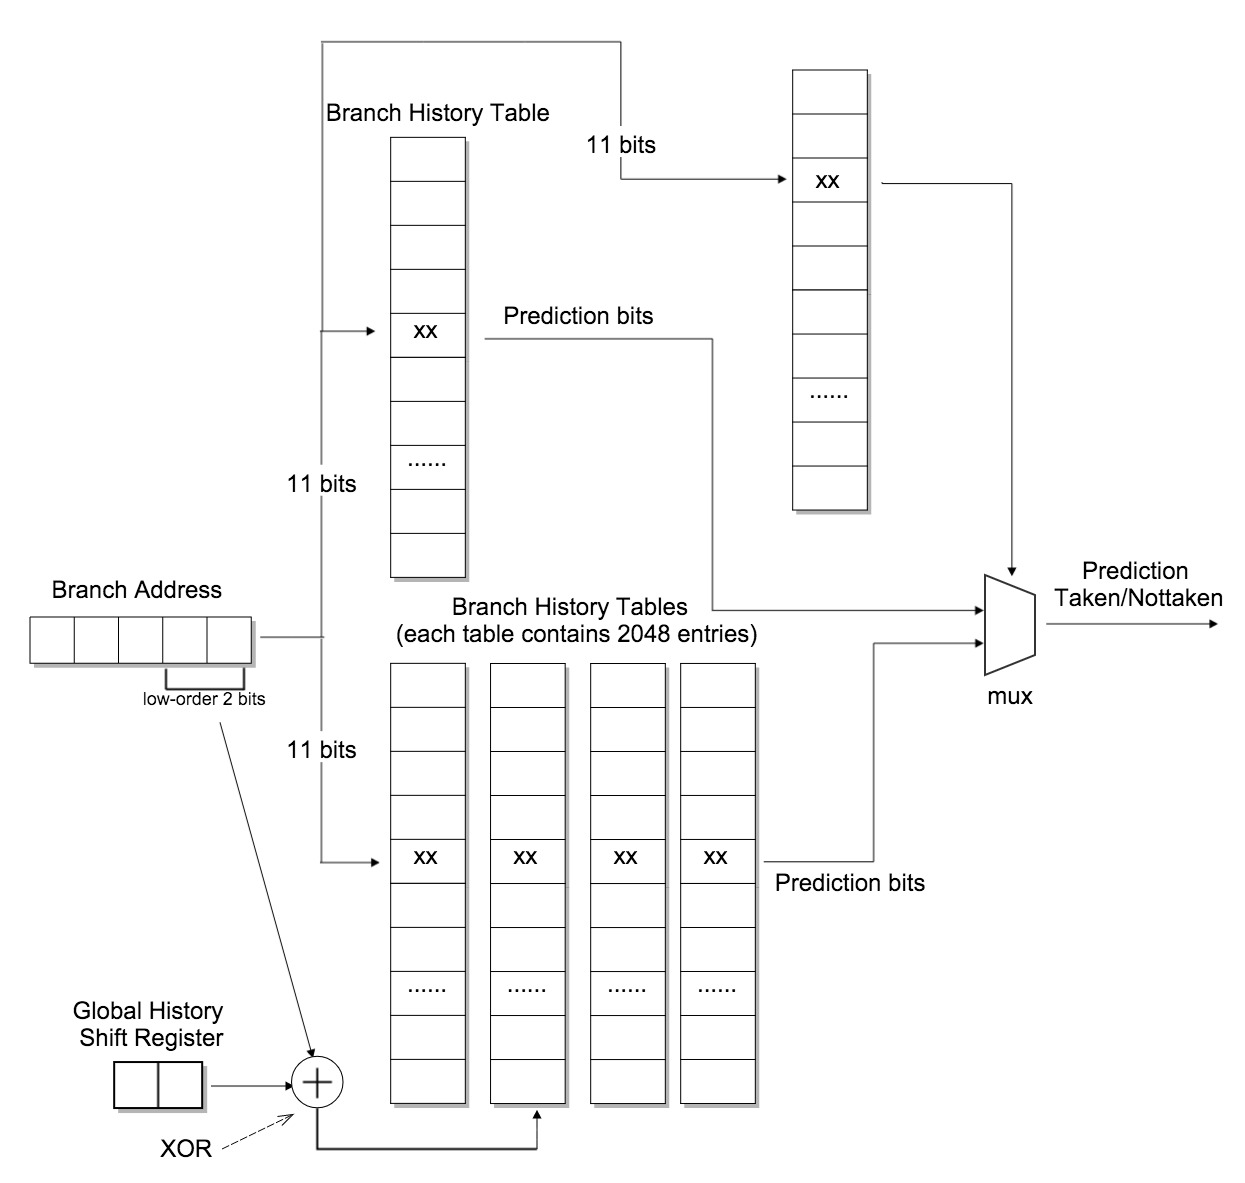 Branch History Table
11 bits
xx
Prediction bits
xx
......
......
11 bits
Branch Address
low-order 2 bits
Branch History Tables
(each table contains 2048 entries)
Prediction
Taken/Nottaken
mux
11 bits
xx xx xx xx
Prediction bits
...... ...... ...... ......
Global History
Shift Register
XOR